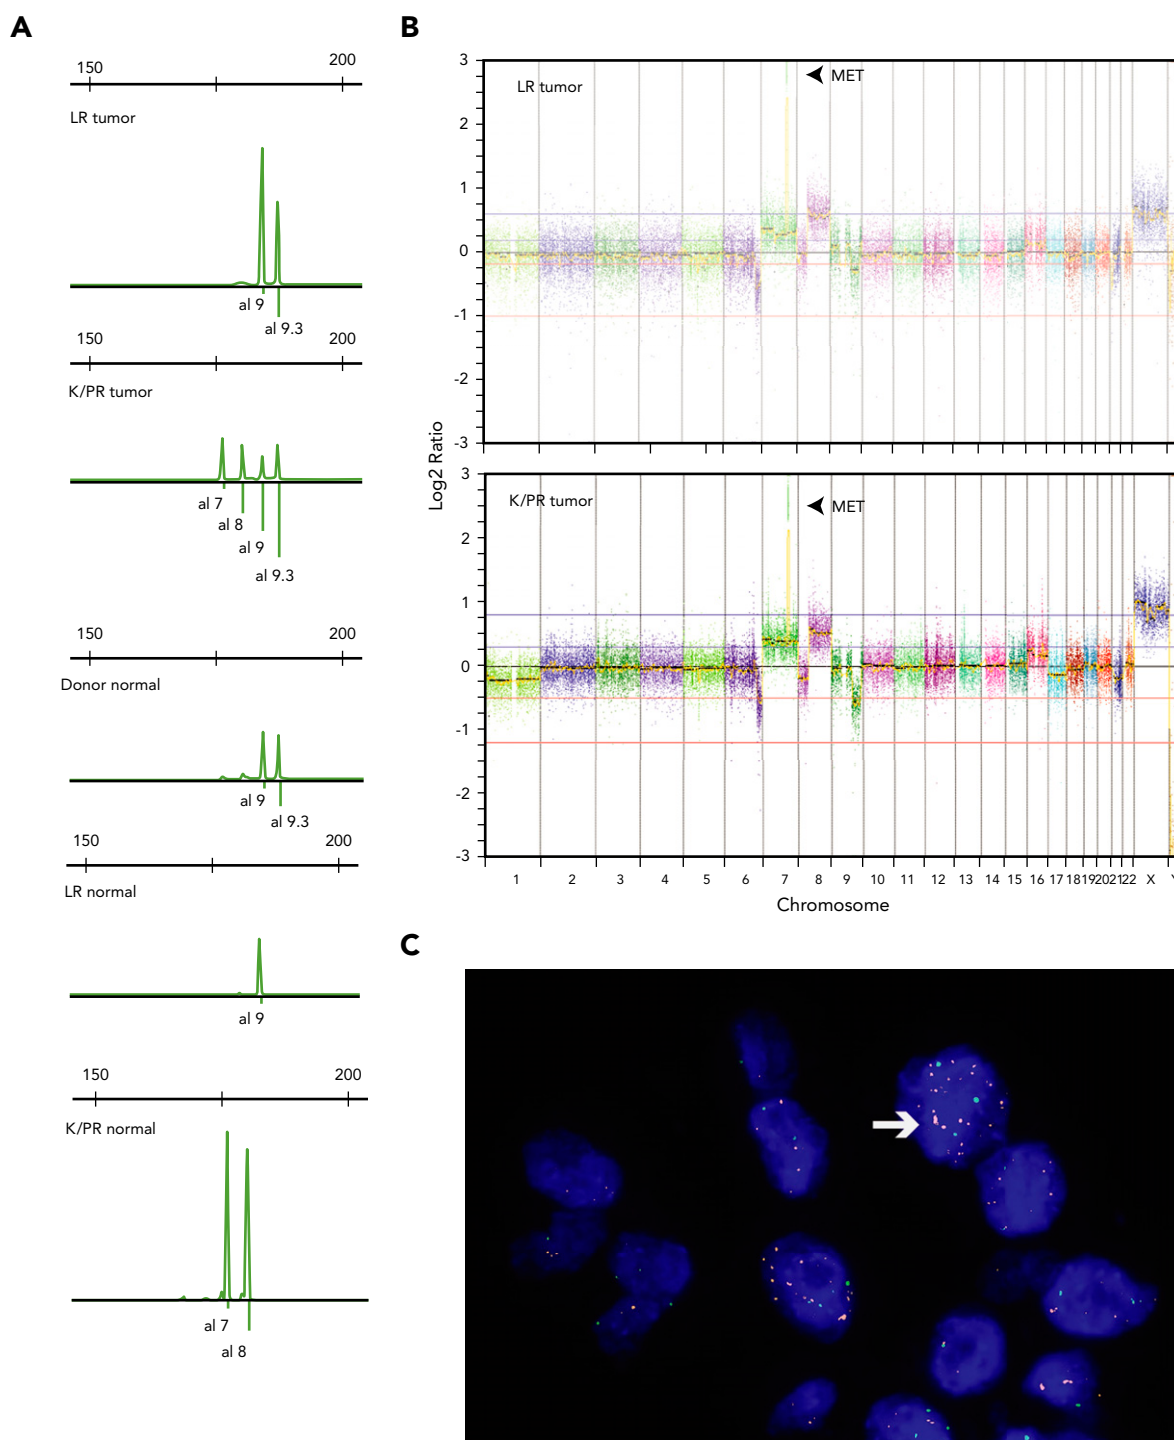 A
150 200
LR tumor
al 9
al 9.3
150 200
K/PR tumor
al 7
al 8
al 9
al 9.3
150 200
Donor normal
al 9
al 9.3
150 200
LR normal
al 9
150 200
K/PR normal
al 7
al 8
B
3
2
1
0
-1
-2
-3
LR tumor
MET
Log2 Ratio
3
2
1
0
-1
-2
-3
K/PR tumor
MET
1 2 3 4 5 6 7 8 9 10 11 12 13 14 15 16 17 18 19 20 21 22 X
Chromosome
C